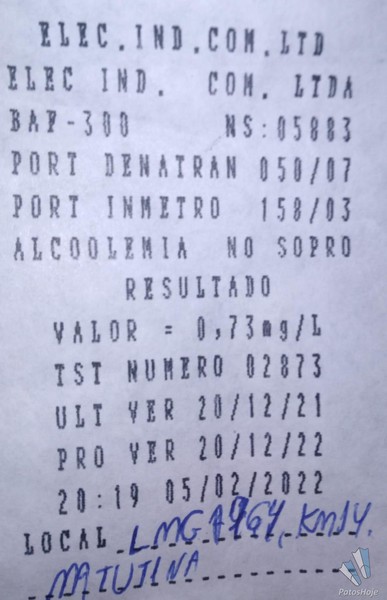 ELEC.IND.COM.LTD
ELEC IND. COM. LTDA
BAF-300 NS:05883
PORT DENATRAN 050/07
PORT INMETRO 158/03
ALCOOLEMIA NO SOPRO
RESULTADO
VALOR = 0,73mg/L
TST NUMERO 02873
ULT VER 20/12/21
PRO VER 20/12/22
20:19 05/02/2022
LOCAL LMG
MATUTINA
PatosHoje